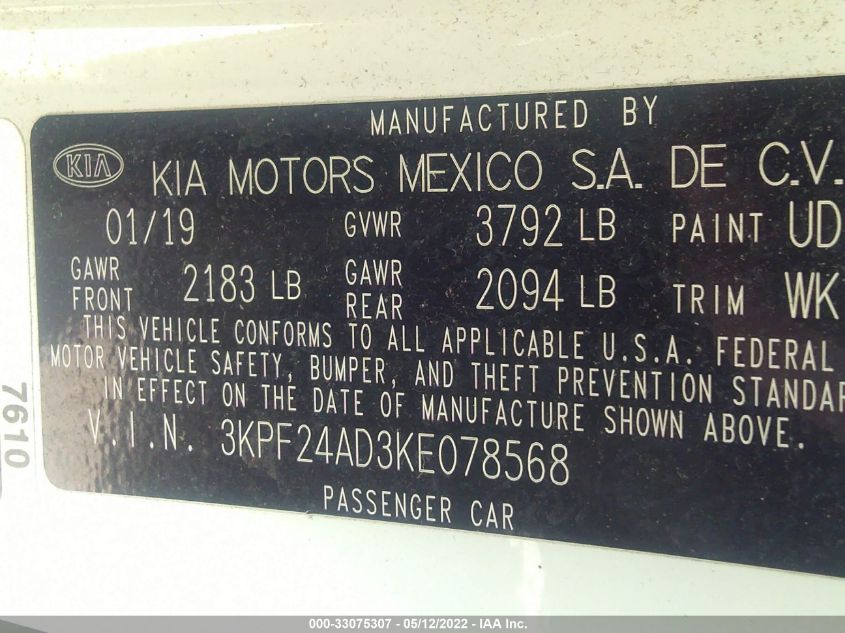 MANUFACTURED BY
KIA KIA MOTORS MEXICO S.A. DE C.V.
01/19 GVWR 3792 LB PAINT UD
GAWR FRONT 2183 LB GAWR REAR 2094 LB TRIM WK
THIS VEHICLE CONFORMS TO ALL APPLICABLE U.S.A. FEDERAL
MOTOR VEHICLE SAFETY, BUMPER, AND THEFT PREVENTION STANDAR
IN EFFECT ON THE DATE OF MANUFACTURE SHOWN ABOVE.
V.I.N. 3KPF24AD3KE078568
PASSENGER CAR
7610
000-33075307 - 05/12/2022 - IAA Inc.